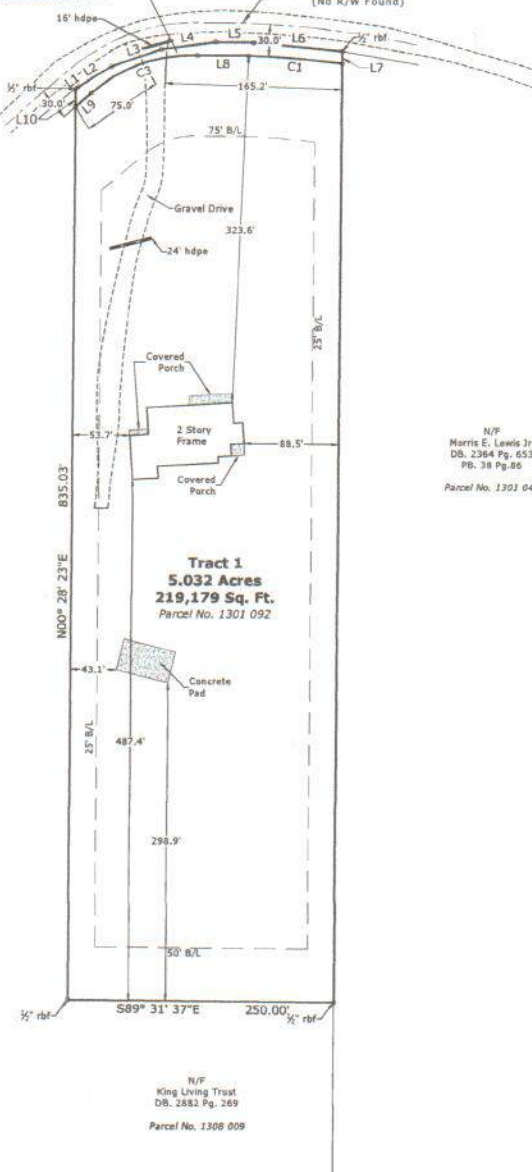 (No R/W Found)
16' hdpe
L4
L5
L6
30.0'
½" rbf
L3
L2
L1
½" rbf
C3
L8
C1
L7
165.2'
30.0'
L9
75.0'
L10
75' B/L
Gravel Drive
323.6'
24' hdpe
25' B/L
Covered
Porch
2 Story
Frame
53.7'
88.5'
Covered
Porch
N/F
Morris E. Lewis Jr
DB. 2364 Pg. 653
PB. 38 Pg.86
Parcel No. 1301 04
N00° 28' 23"E
835.03'
Tract 1
5.032 Acres
219,179 Sq. Ft.
Parcel No. 1301 092
43.1'
Concrete
Pad
25' B/L
487.4'
298.9'
50' B/L
½" rbf
S89° 31' 37"E
250.00'
½" rbf
N/F
King Living Trust
DB. 2882 Pg. 269
Parcel No. 1308 009